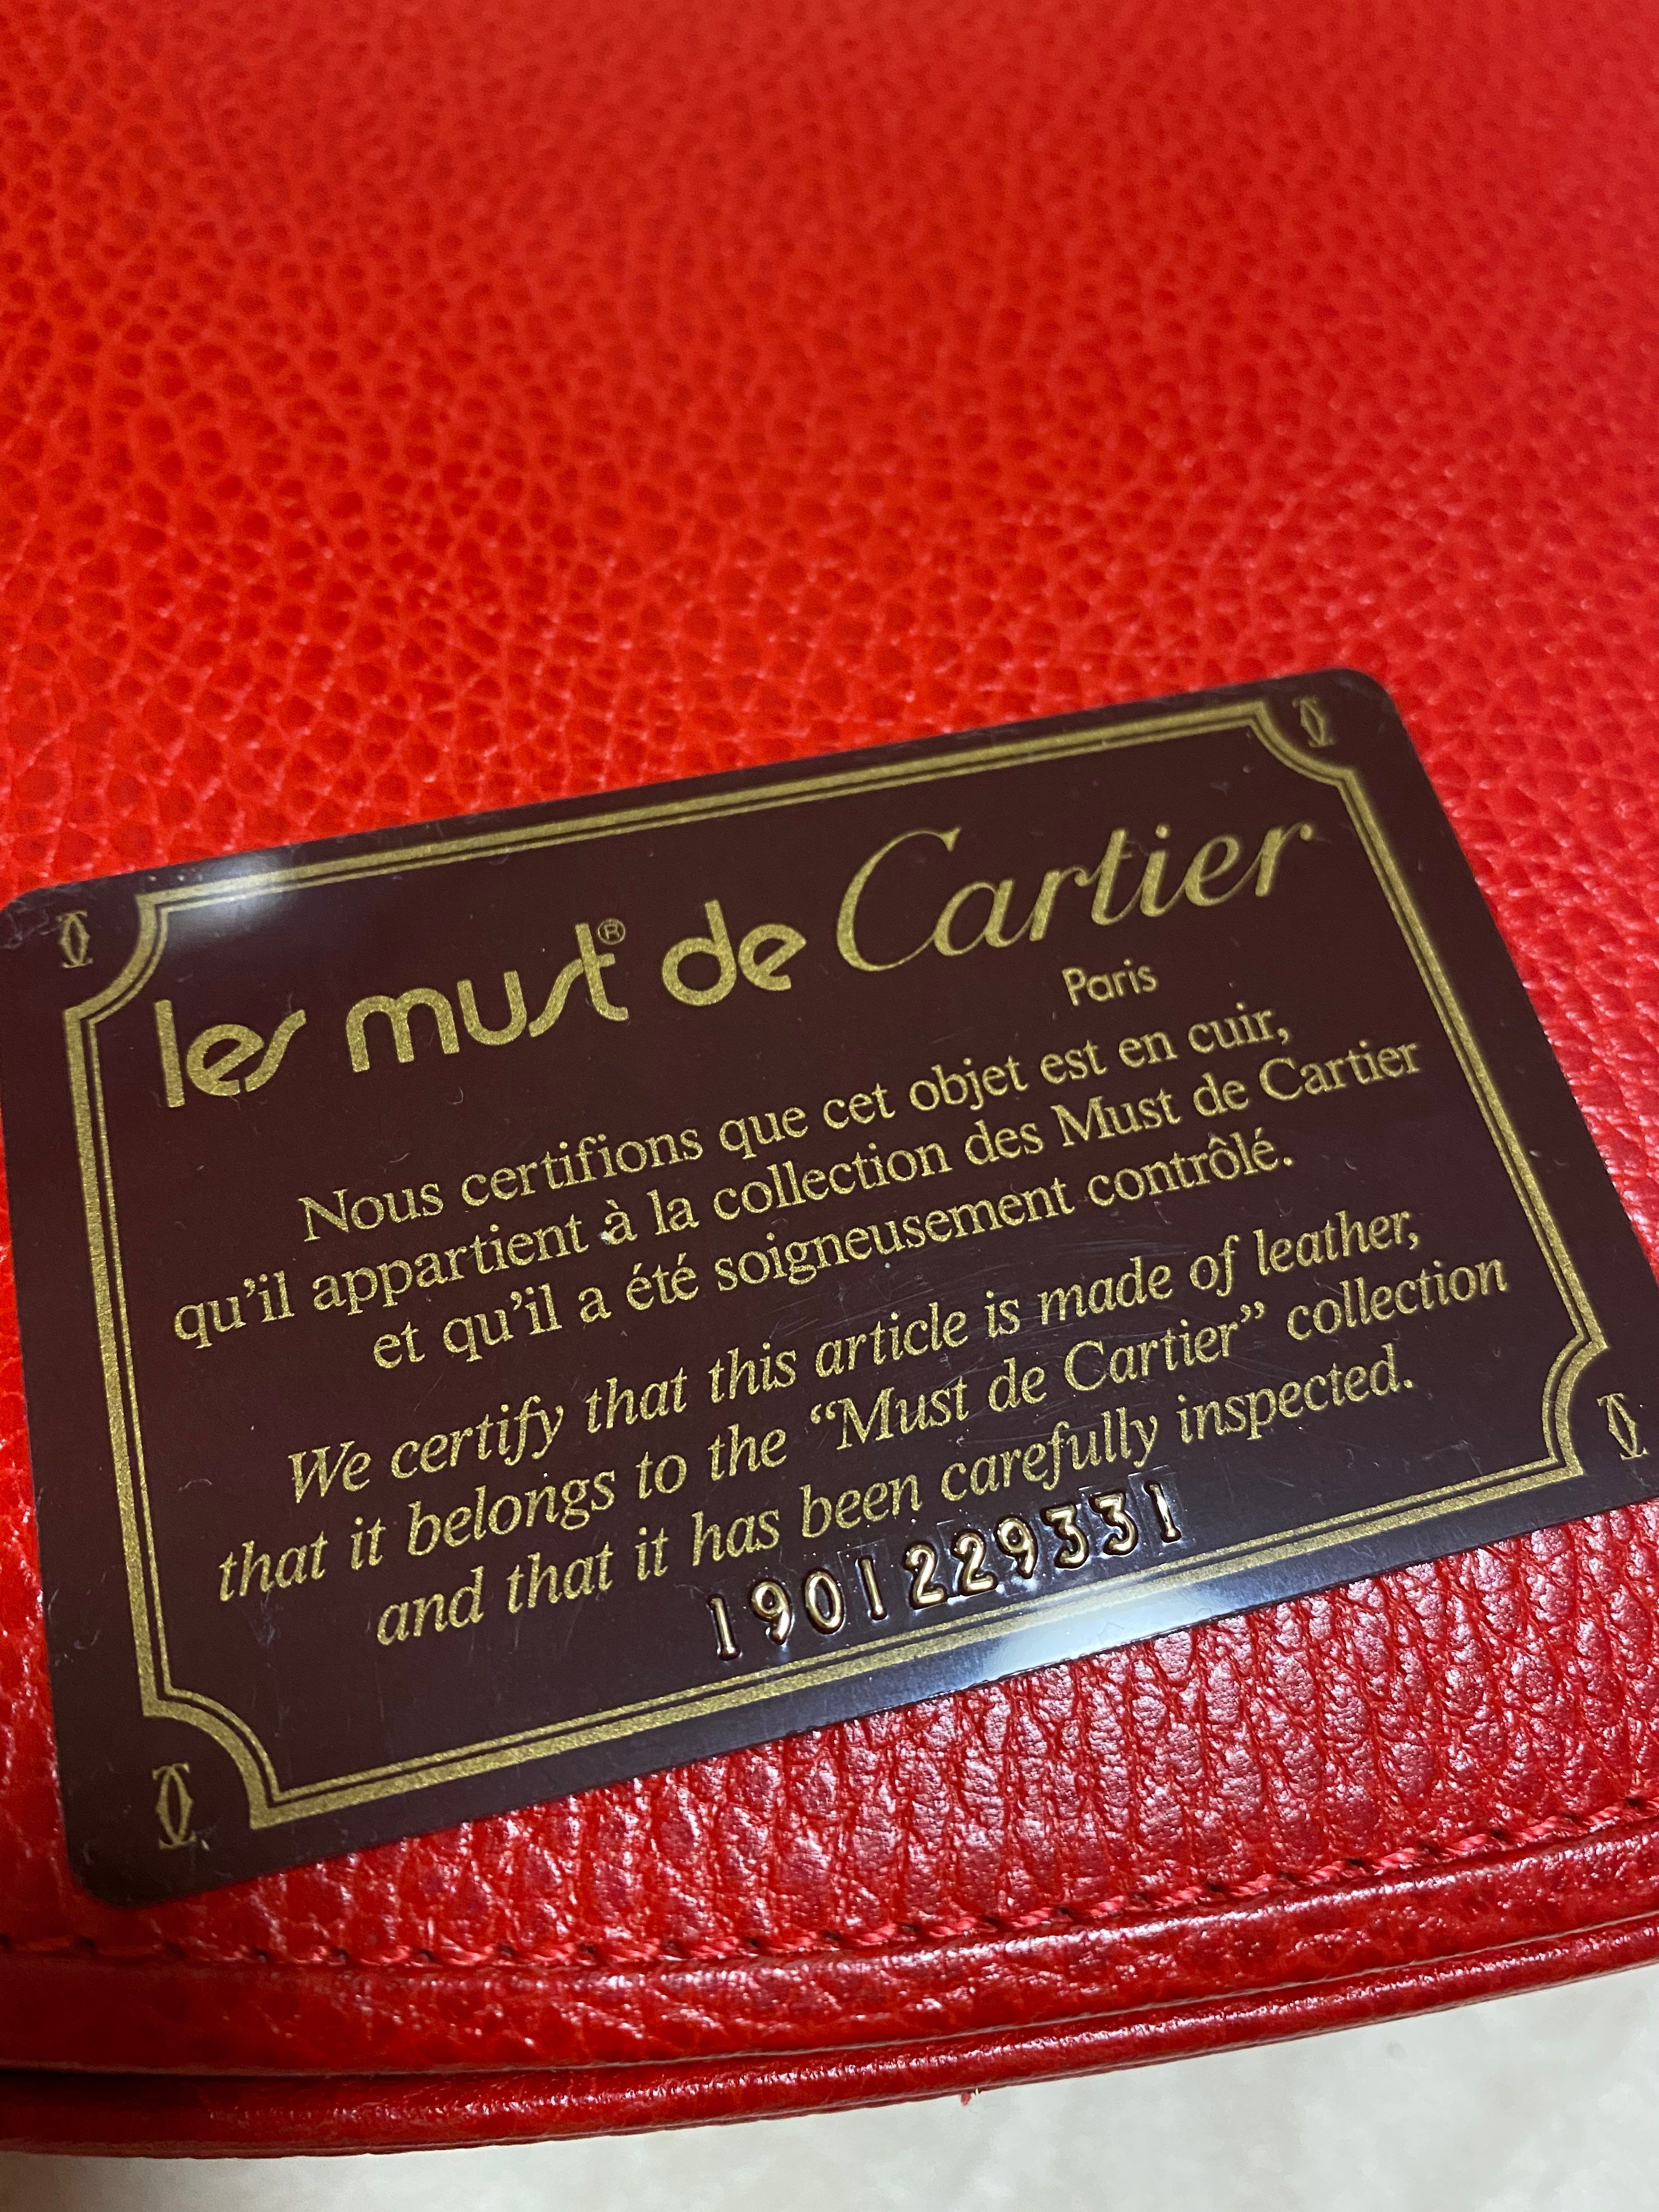 les must® de Cartier
Paris
Nous certifions que cet objet est en cuir,
qu'il appartient à la collection des Must de Cartier
et qu'il a été soigneusement contrôlé.
We certify that this article is made of leather,
that it belongs to the “Must de Cartier” collection
and that it has been carefully inspected.
1901229331